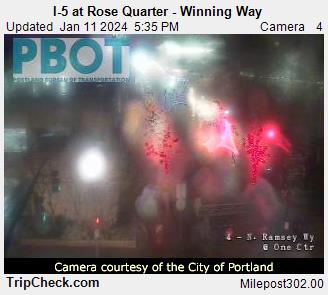 I-5 at Rose Quarter - Winning Way
Updated  Jan 11 2024  5:35 PM    Camera   4
PBOT
PORTLAND BUREAU OF TRANSPORTATION
4 - N. Ramsey Wy
@ One Ctr
Camera courtesy of the City of Portland
TripCheck.com    Milepost302.00